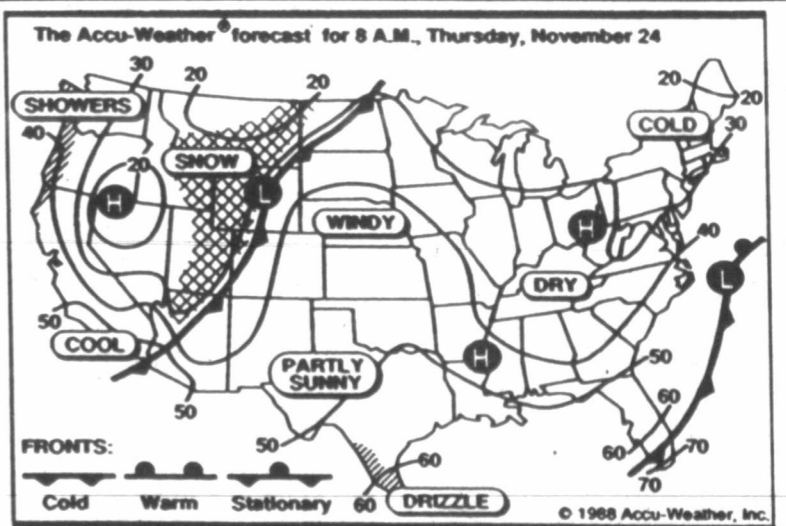 The Accu-Weather® forecast for 8 A.M., Thursday, November 24
30
20
20
20
20
SHOWERS
40
COLD
30
SNOW
20
H
L
WINDY
H
40
DRY
L
50
COOL
H
PARTLY
SUNNY
50
50
60
50
60
70
FRONTS:
60
70
Cold
Warm
Stationary
60
DRIZZLE
© 1988 Accu-Weather, Inc.